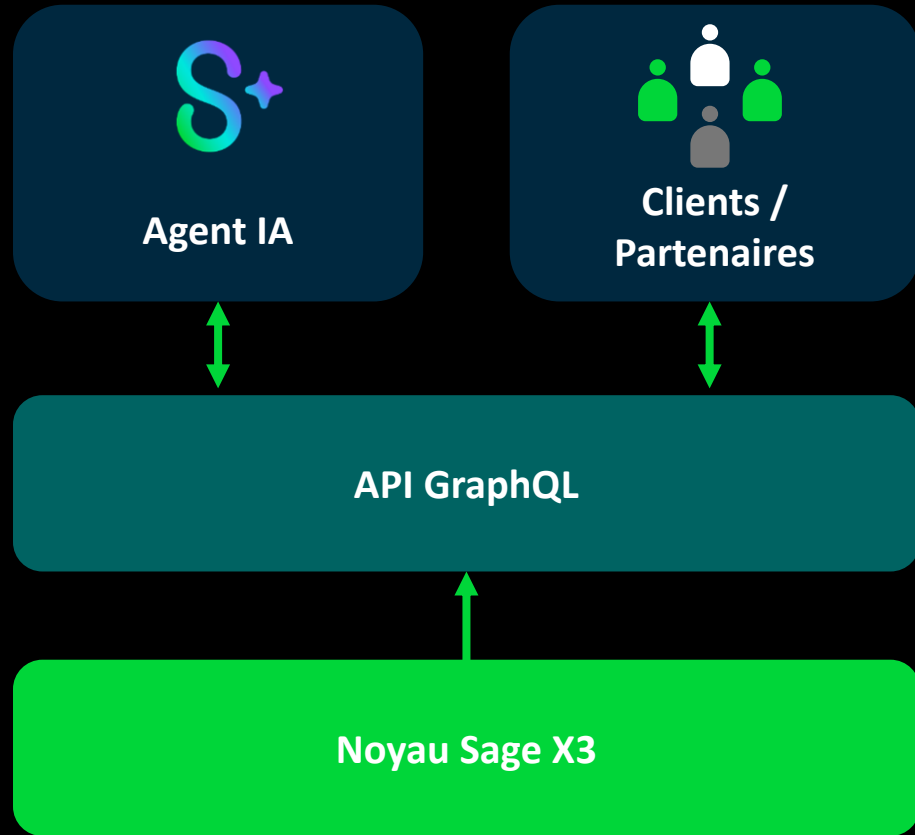 Agent IA
Clients /
Partenaires
API GraphQL
Noyau Sage X3